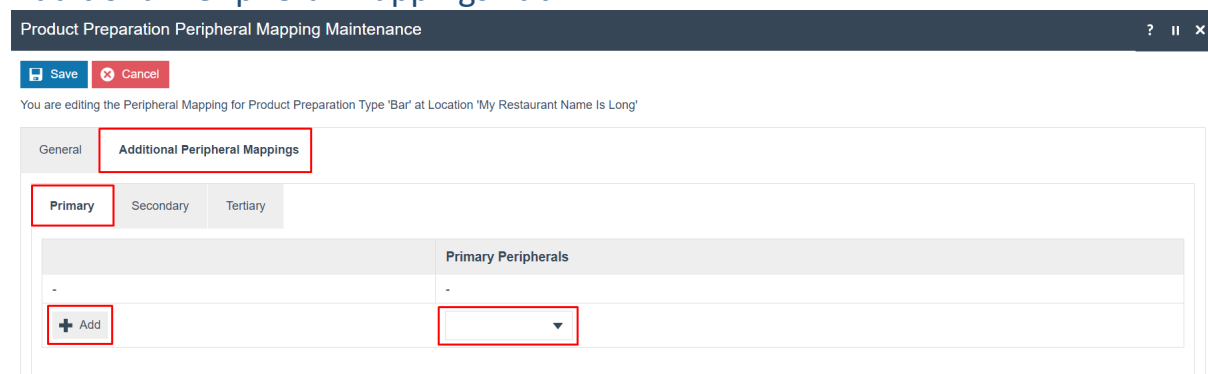 Product Preparation Peripheral Mapping Maintenance ? II ×
Save Cancel
You are editing the Peripheral Mapping for Product Preparation Type 'Bar' at Location 'My Restaurant Name Is Long'
General Additional Peripheral Mappings
Primary Secondary Tertiary
Primary Peripherals
- -
+ Add